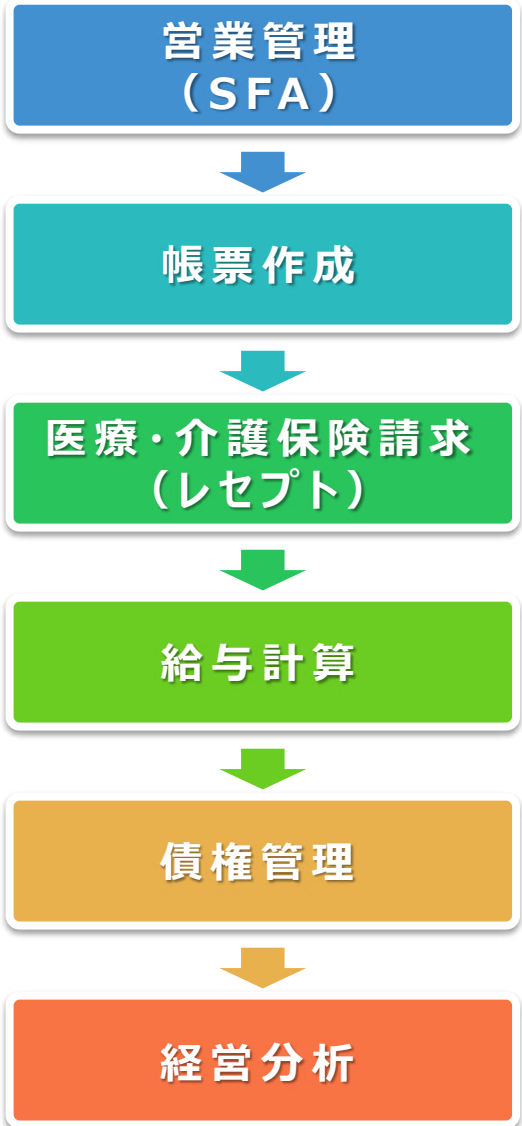 営業管理
（SFA）
帳票作成
医療・介護保険請求
（レセプト）
給与計算
債権管理
経営分析